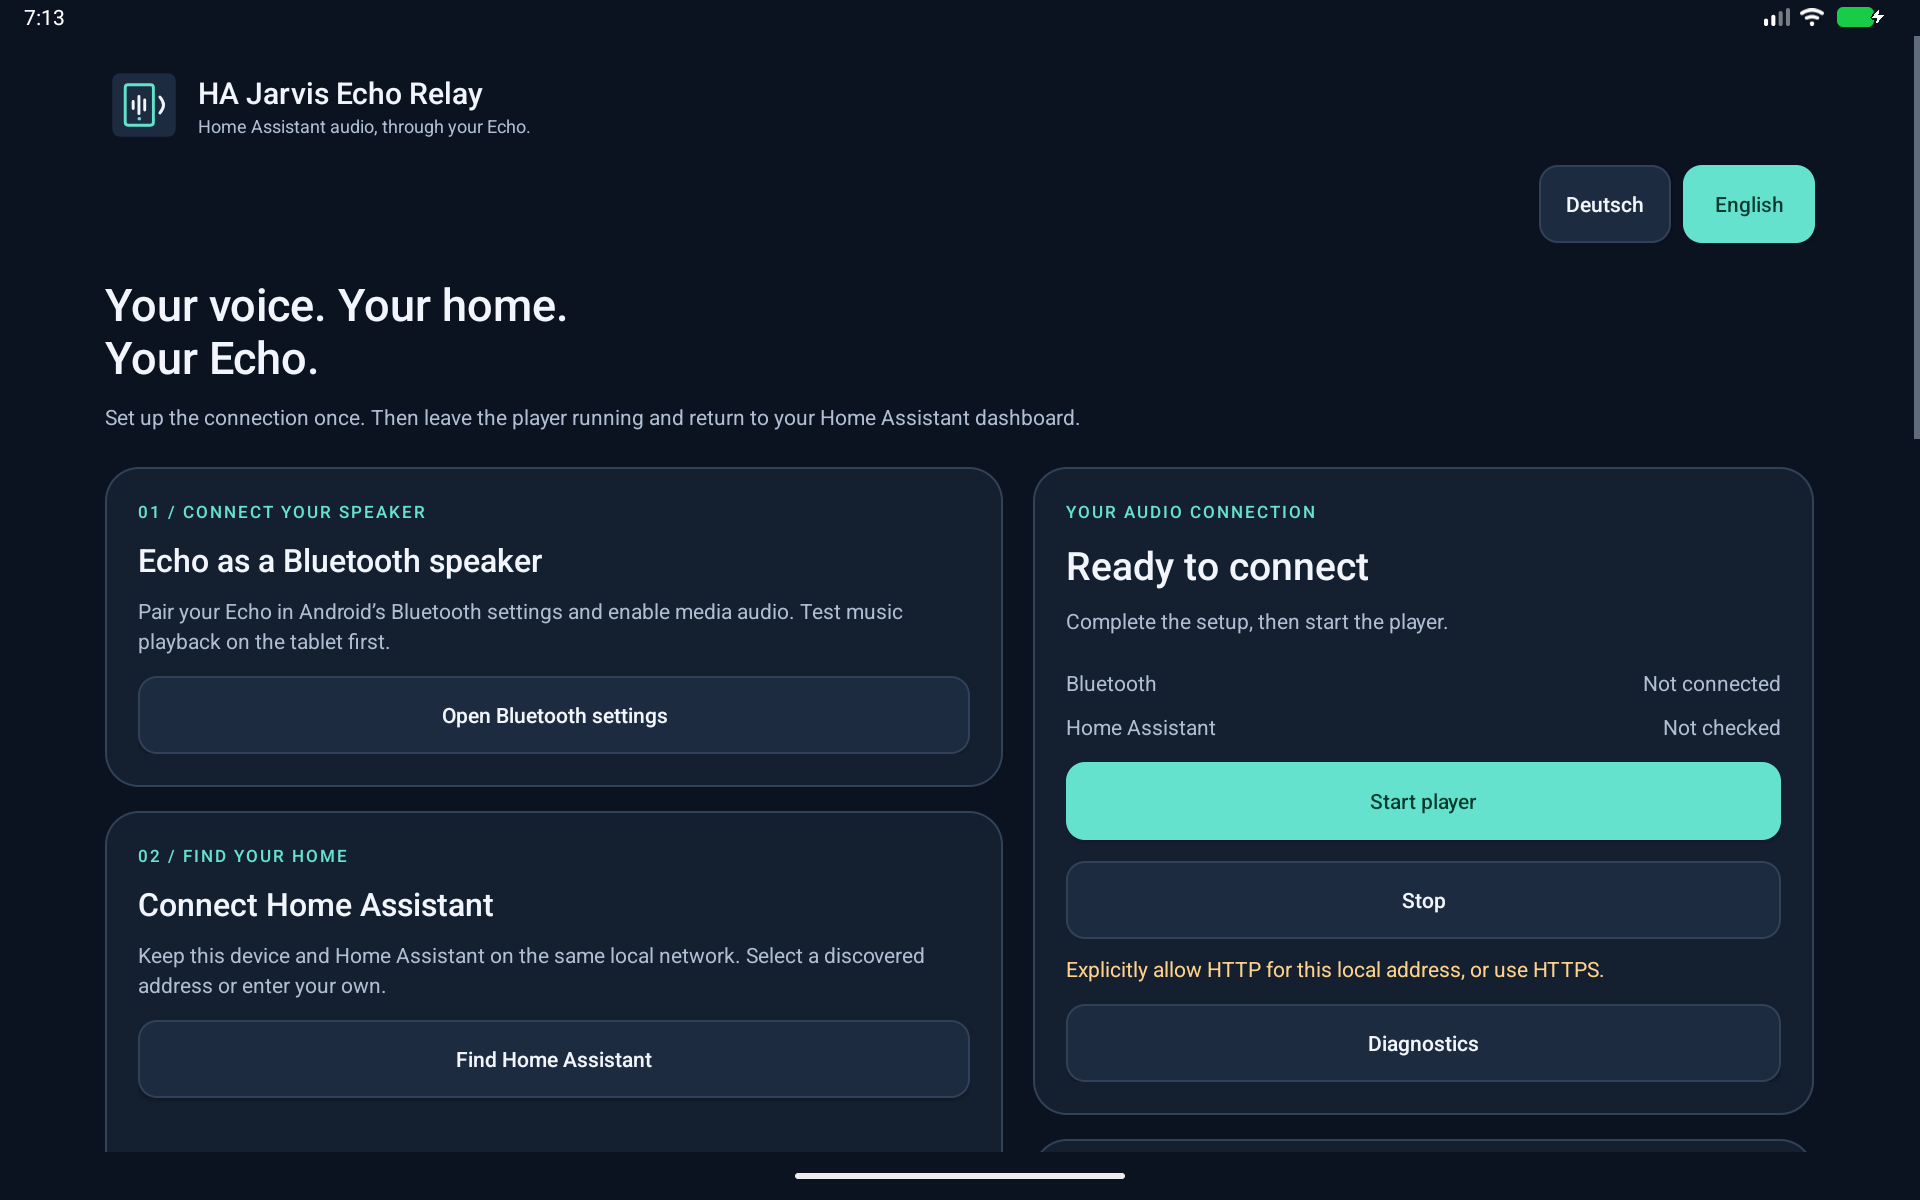 7:13
HA Jarvis Echo Relay
Home Assistant audio, through your Echo.
Deutsch
English
Your voice. Your home.
Your Echo.
Set up the connection once. Then leave the player running and return to your Home Assistant dashboard.
01 / CONNECT YOUR SPEAKER
Echo as a Bluetooth speaker
Pair your Echo in Android’s Bluetooth settings and enable media audio. Test music
playback on the tablet first.
Open Bluetooth settings
02 / FIND YOUR HOME
Connect Home Assistant
Keep this device and Home Assistant on the same local network. Select a discovered
address or enter your own.
Find Home Assistant
YOUR AUDIO CONNECTION
Ready to connect
Complete the setup, then start the player.
Bluetooth Not connected
Home Assistant Not checked
Start player
Stop
Explicitly allow HTTP for this local address, or use HTTPS.
Diagnostics